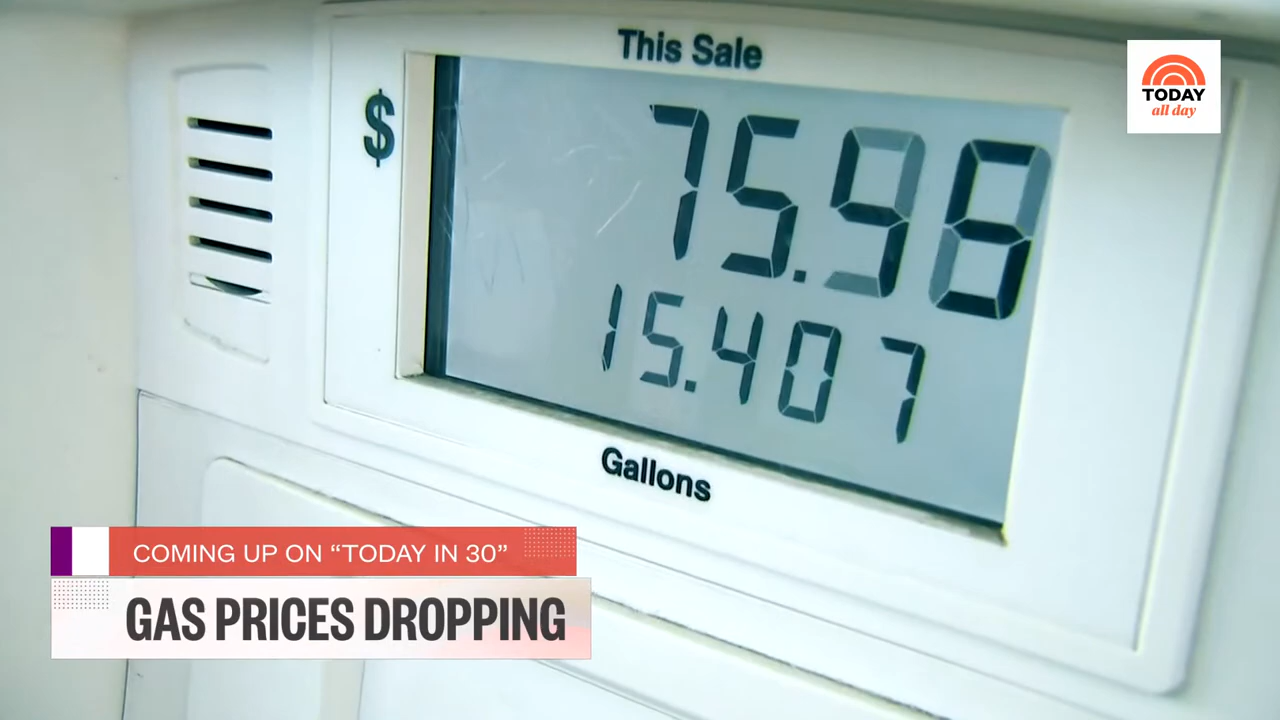 This Sale
$
75.98
15.407
Gallons
TODAY
all day
COMING UP ON “TODAY IN 30”
GAS PRICES DROPPING